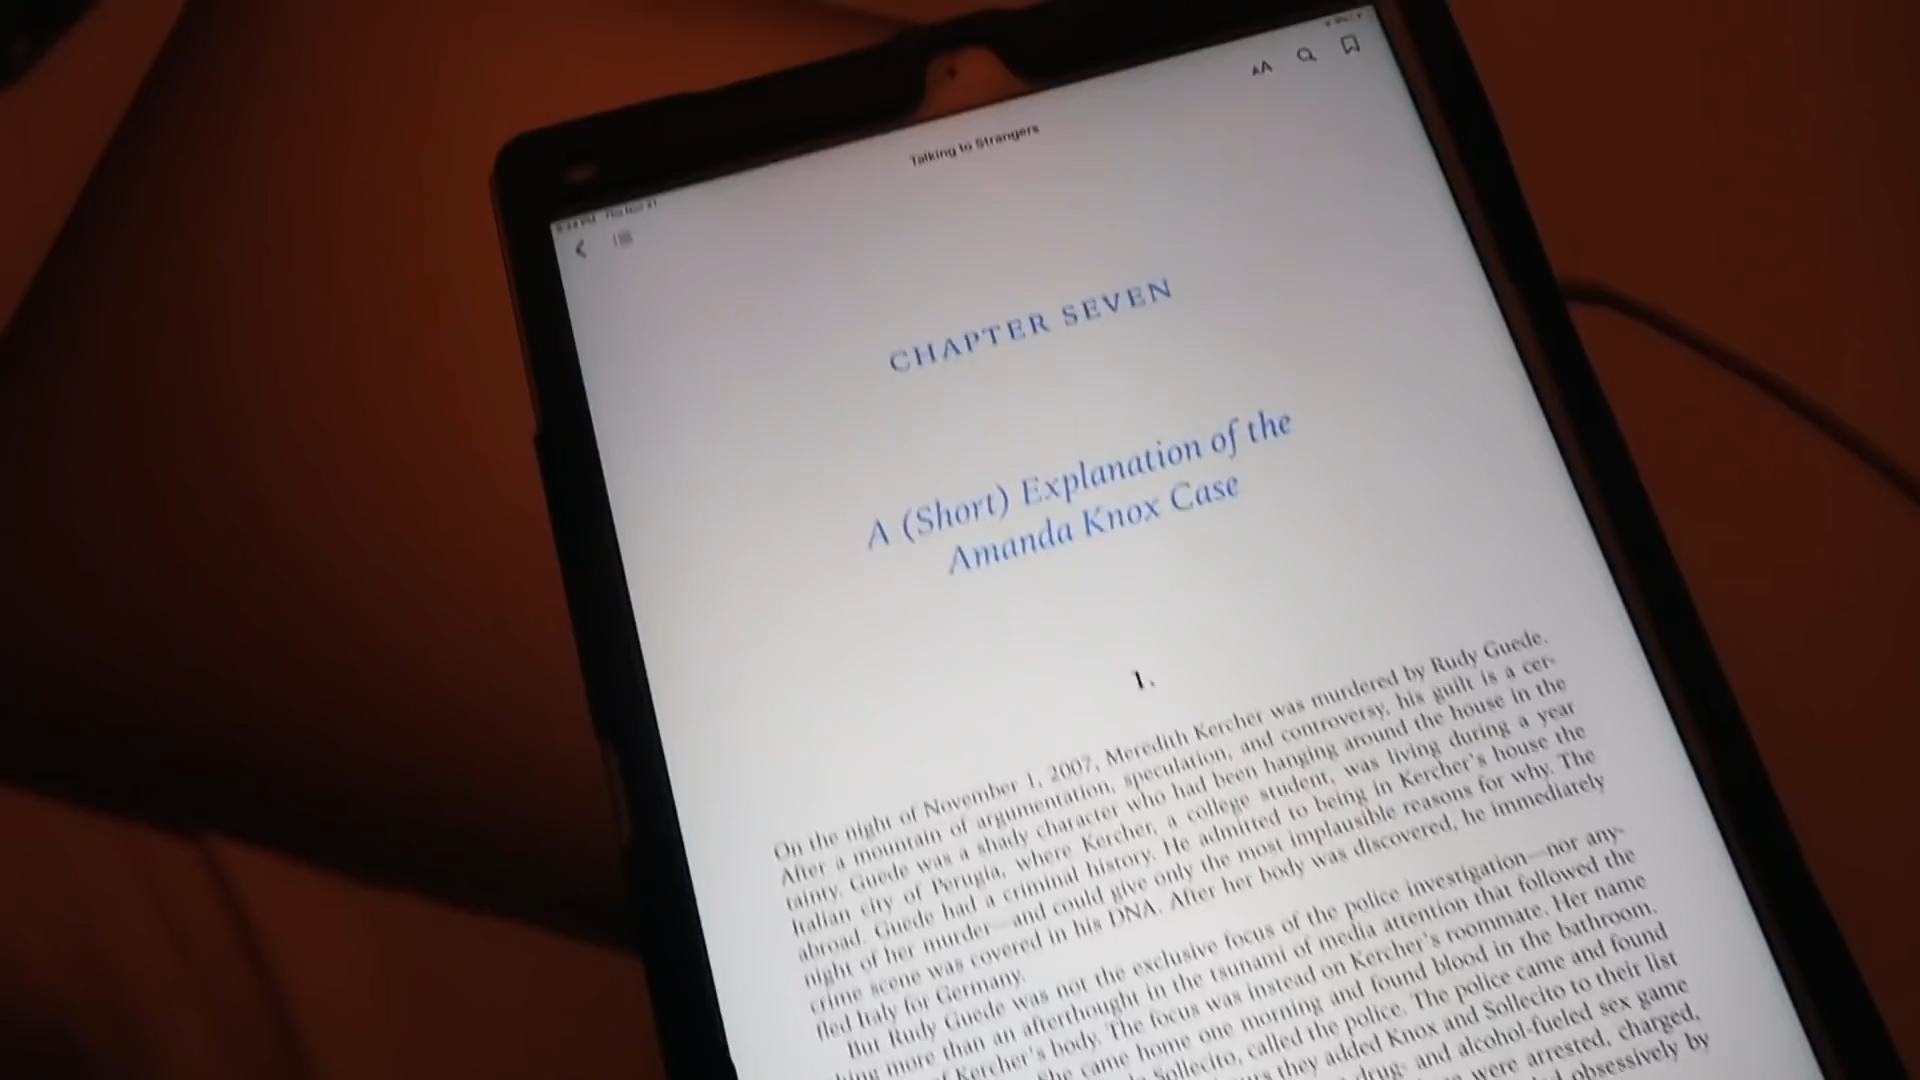 Talking to Strangers
AA
CHAPTER SEVEN
A (Short) Explanation of the
Amanda Knox Case
1.
On the night of November 1, 2007, Meredith Kercher was murdered by Rudy Guede.
After a mountain of argumentation, speculation, and controversy, his guilt is a cer-
tainty. Guede was a shady character who had been hanging around the house in the
Italian city of Perugia, where Kercher, a college student, was living during a year
abroad. Guede had a criminal history. He admitted to being in Kercher's house the
night of her murder—and could give only the most implausible reasons for why. The
crime scene was covered in his DNA. After her body was discovered, he immediately
fled Italy for Germany.
But Rudy Guede was not the exclusive focus of the police investigation—nor any-
thing more than an afterthought in the tsunami of media attention that followed the
of Kercher's body. The focus was instead on Kercher's roommate. Her name
she came home one morning and found blood in the bathroom.
Sollecito, called the police. The police came and found
they added Knox and Sollecito to their list
drug- and alcohol-fueled sex game
were arrested, charged,
obsessively by